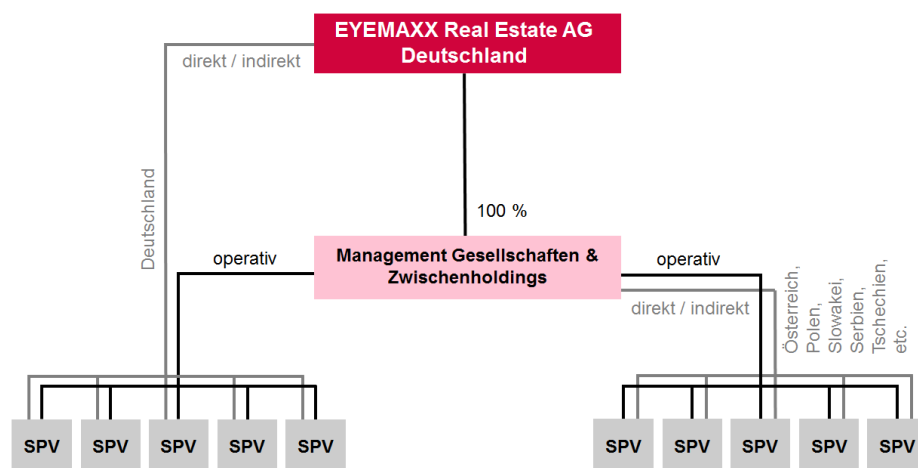 EYEMAXX Real Estate AG
Deutschland
direkt / indirekt
Deutschland
100 %
operativ
Management Gesellschaften &
Zwischenholdings
operativ
direkt / indirekt
Österreich,
Polen,
Slowakei,
Serbien,
Tschechien,
etc.
SPV
SPV
SPV
SPV
SPV
SPV
SPV
SPV
SPV
SPV